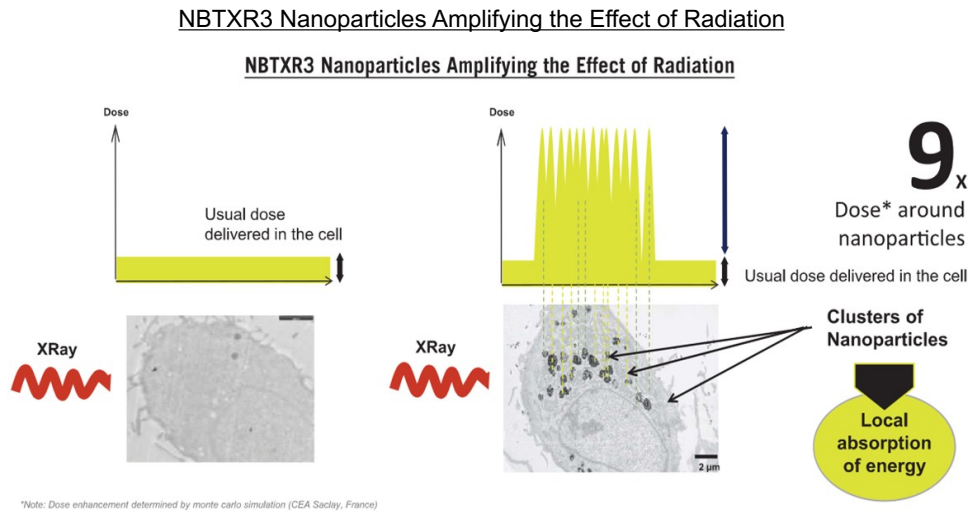 NBTXR3 Nanoparticles Amplifying the Effect of Radiation
NBTXR3 Nanoparticles Amplifying the Effect of Radiation
Dose
Usual dose
delivered in the cell
XRay
Dose
9x
Dose* around
nanoparticles
Usual dose delivered in the cell
XRay
Clusters of
Nanoparticles
Local
absorption
of energy
2 µm
*Note: Dose enhancement determined by monte carlo simulation (CEA Saclay, France)